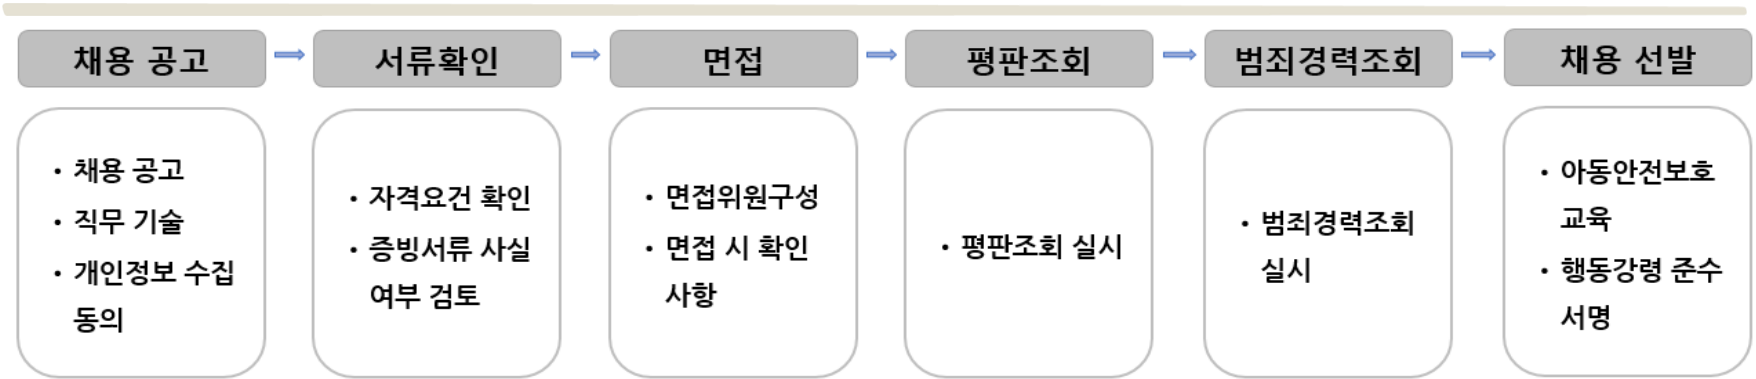 채용 공고
서류확인
면접
평판조회
범죄경력조회
채용 선발
• 채용 공고
• 직무 기술
• 개인정보 수집
동의
• 자격요건 확인
• 증빙서류 사실
여부 검토
• 면접위원구성
• 면접 시 확인
사항
• 평판조회 실시
• 범죄경력조회
실시
• 아동안전보호
교육
• 행동강령 준수
서명